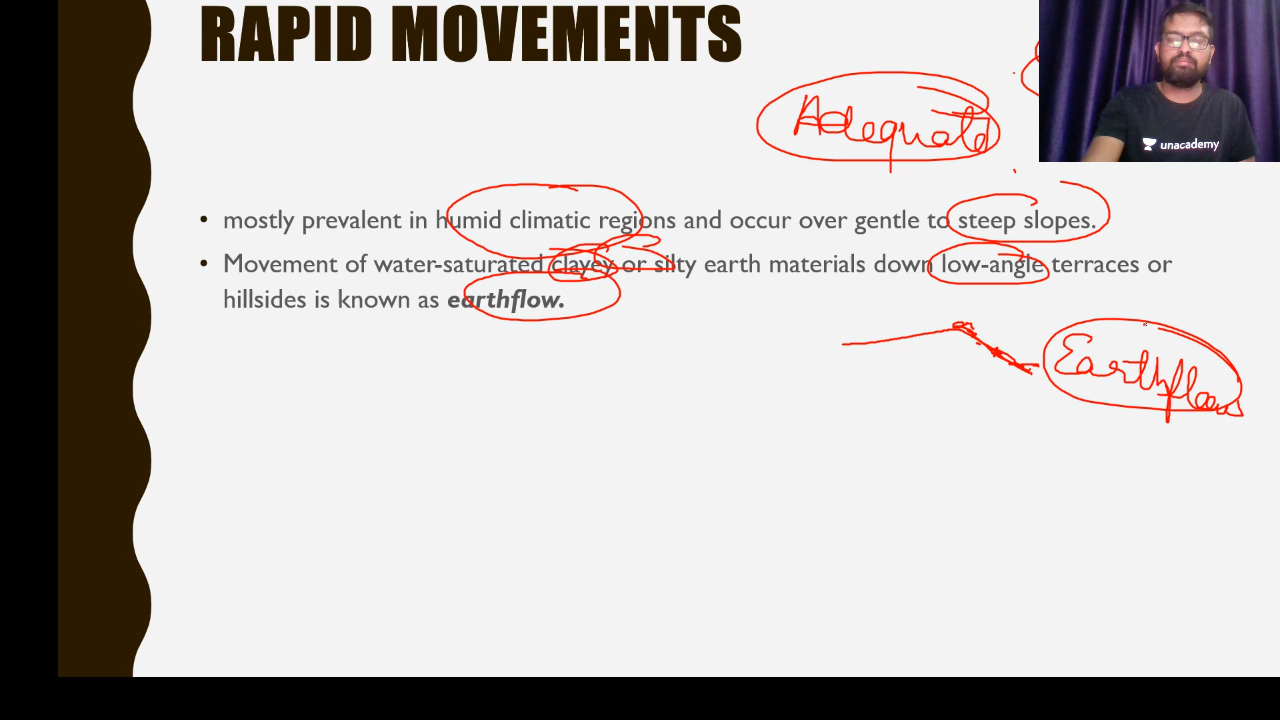 RAPID MOVEMENTS
Adequate
unacademy
• mostly prevalent in humid climatic regions and occur over gentle to steep slopes.
• Movement of water-saturated clayey or silty earth materials down low-angle terraces or
hillsides is known as earthflow.
Earthflow